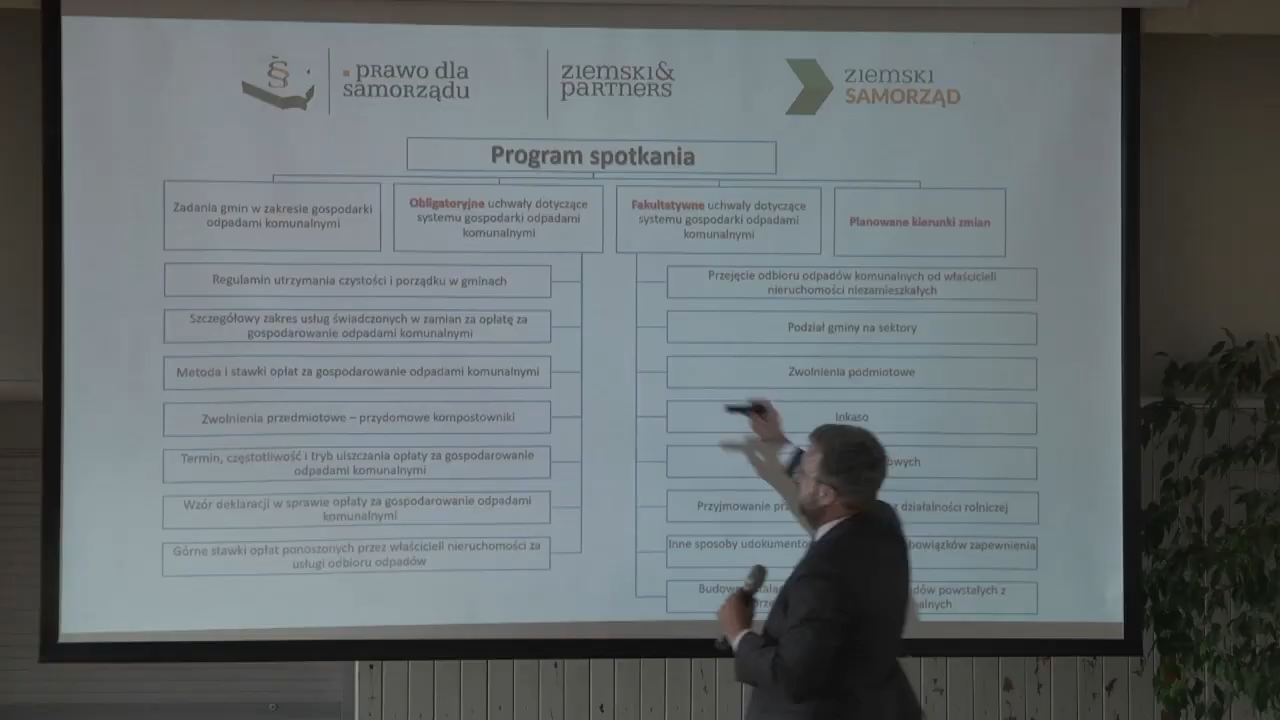 §
prawo dla
samorządu
ziemski&
partners
ziemski
SAMORZĄD
Program spotkania
Zadania gmin w zakresie gospodarki
odpadami komunalnymi
Obligatoryjne uchwały dotyczące
systemu gospodarki odpadami
komunalnymi
Fakultatywne uchwały dotyczące
systemu gospodarki odpadami
komunalnymi
Planowane kierunki zmian
Regulamin utrzymania czystości i porządku w gminach
Szczegółowy zakres usług świadczonych w zamian za opłatę za
gospodarowanie odpadami komunalnymi
Metoda i stawki opłat za gospodarowanie odpadami komunalnymi
Zwolnienia przedmiotowe – przydomowe kompostowniki
Termin, częstotliwość i tryb uiszczania opłaty za gospodarowanie
odpadami komunalnymi
Wzór deklaracji w sprawie opłaty za gospodarowanie odpadami
komunalnymi
Górne stawki opłat ponoszonych przez właścicieli nieruchomości za
usługi odbioru odpadów
Przejęcie odbioru odpadów komunalnych od właścicieli
nieruchomości niezamieszkałych
Podział gminy na sektory
Zwolnienia podmiotowe
Inkaso
Przyjmowanie działalności rolniczej
Inne sposoby zapewnienia
powstałych z